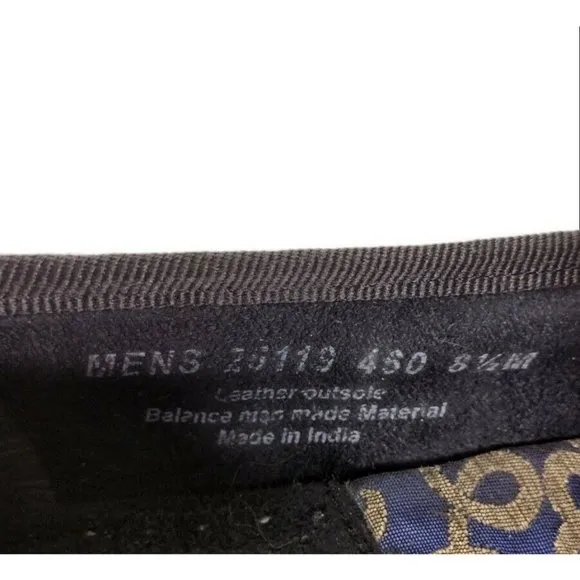 MENS 25119 460 8½M
Leather outsole
Balance man made Material
Made in India